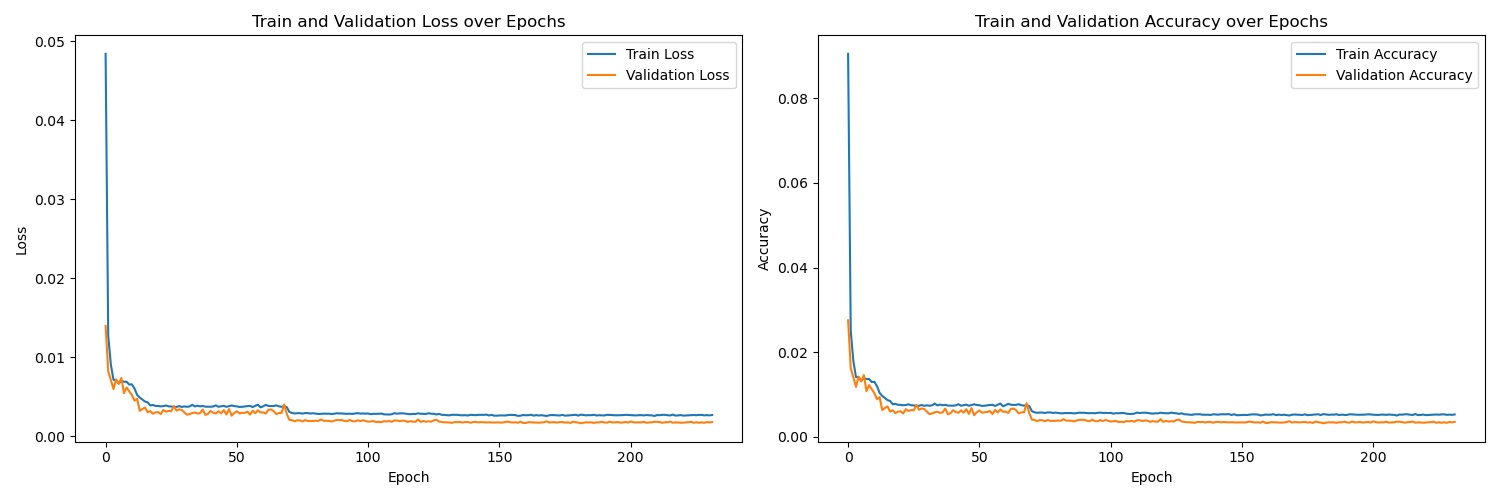 Train and Validation Loss over Epochs
Train Loss
Validation Loss
0.05
0.04
0.03
0.02
0.01
0.00
Loss
0 50 100 150 200
Epoch
Train and Validation Accuracy over Epochs
Train Accuracy
Validation Accuracy
0.08
0.06
0.04
0.02
0.00
Accuracy
0 50 100 150 200
Epoch